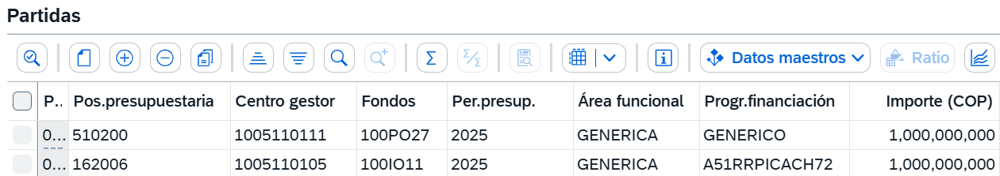 Partidas
Datos maestros Ratio
P.. Pos.presupuestaria Centro gestor Fondos Per.presup. Área funcional Progr.financiación Importe (COP)
0... 510200 1005110111 100PO27 2025 GENERICA GENERICO 1,000,000,000
0... 162006 1005110105 100IO11 2025 GENERICA A51RRPICACH72 1,000,000,000